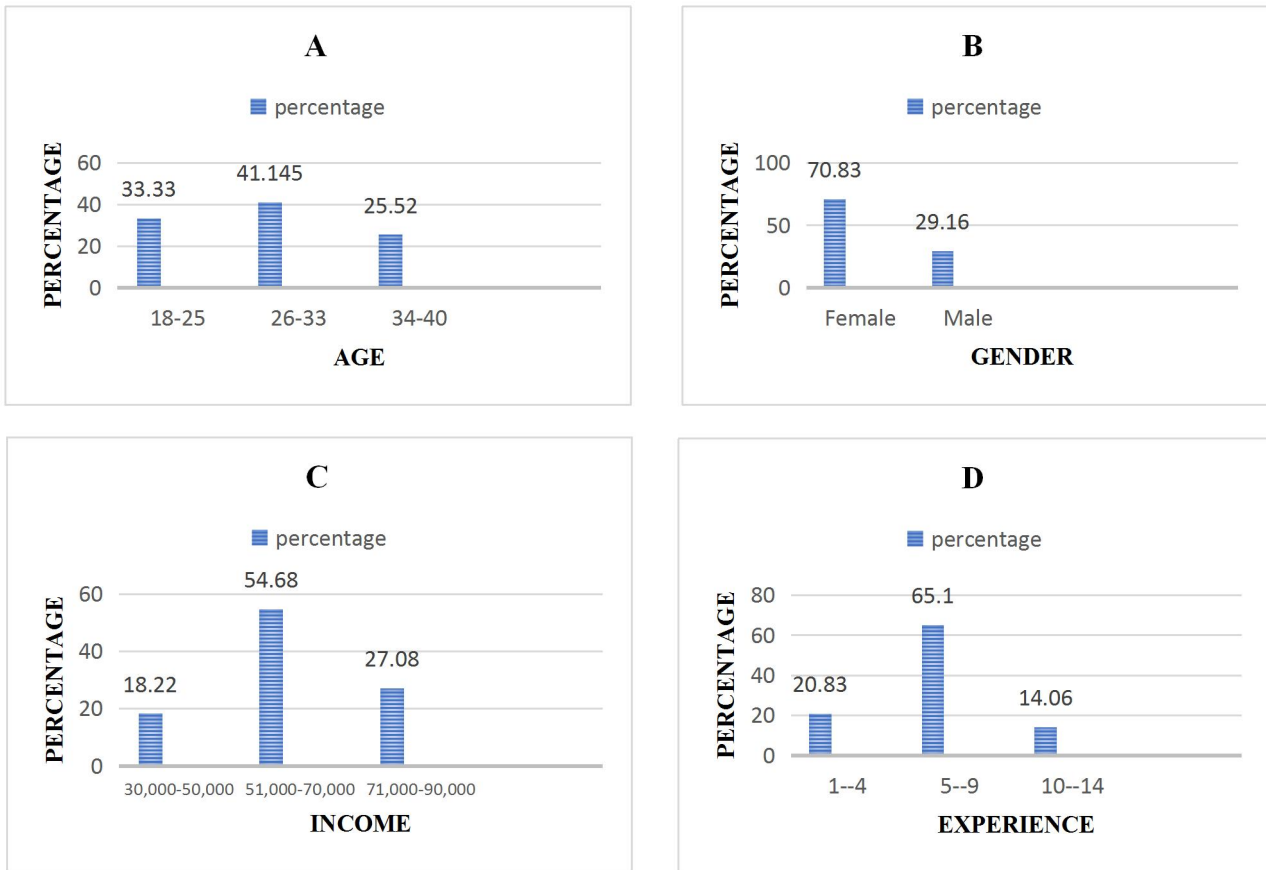 A
percentage
PERCENTAGE
60
40
20
0
33.33
41.145
25.52
18-25 26-33 34-40
AGE
B
percentage
PERCENTAGE
100
50
0
70.83
29.16
Female Male
GENDER
C
percentage
PERCENTAGE
60
40
20
0
18.22
54.68
27.08
30,000-50,000 51,000-70,000 71,000-90,000
INCOME
D
percentage
PERCENTAGE
80
60
40
20
0
20.83
65.1
14.06
1--4 5--9 10--14
EXPERIENCE